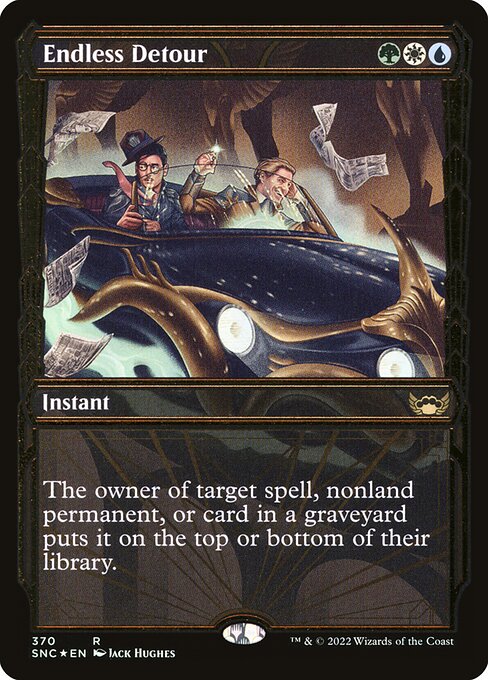 Endless Detour
Instant
The owner of target spell, nonland
permanent, or card in a graveyard
puts it on the top or bottom of their
library.
370 R
SNC ★ EN Jack Hughes
™ & © 2022 Wizards of the Coast